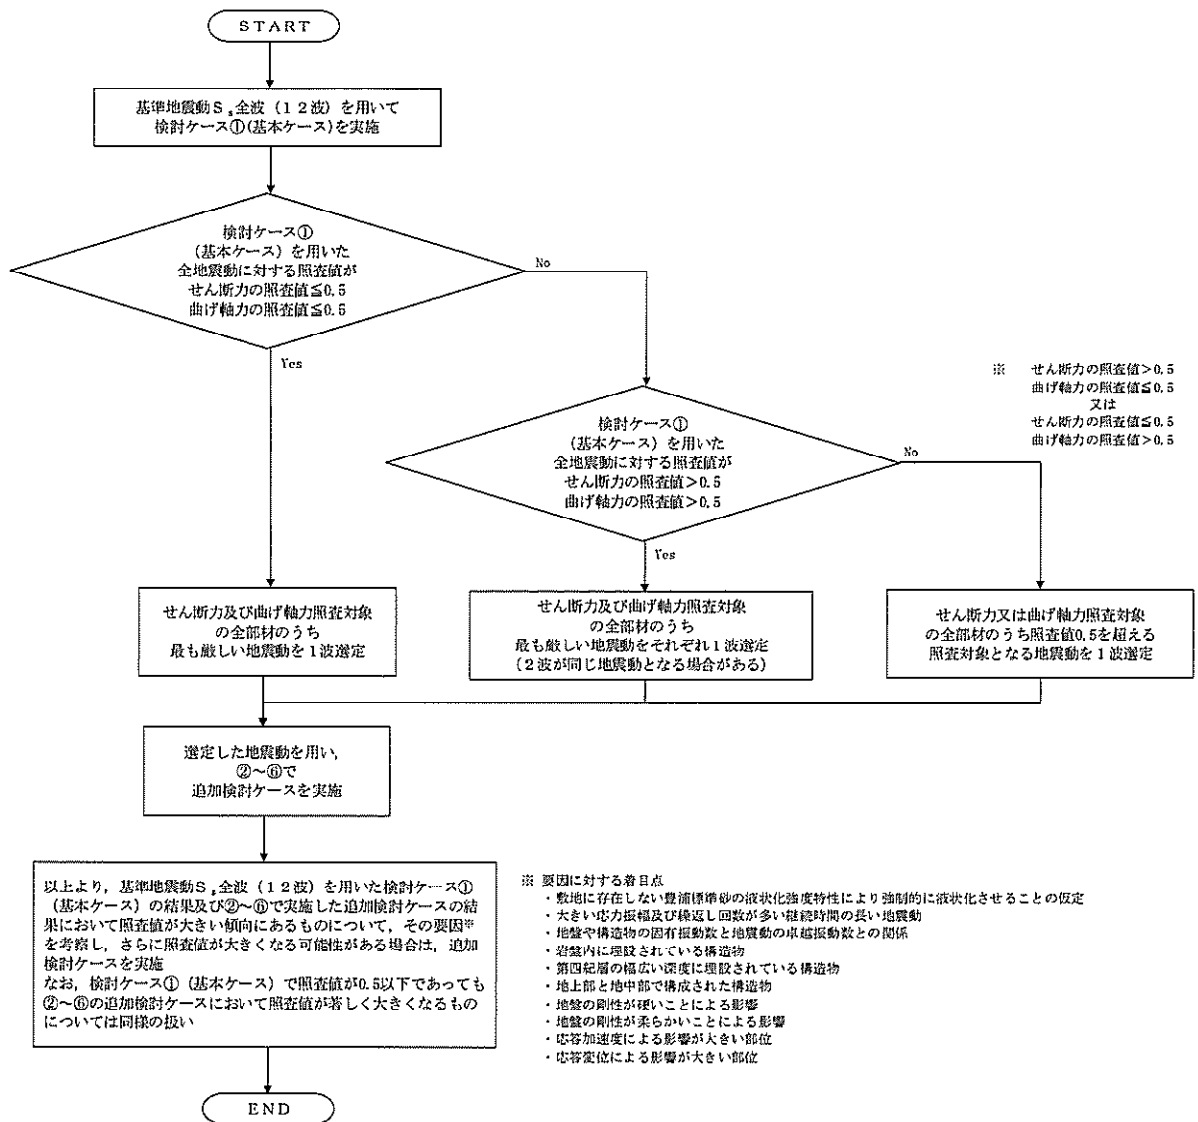 START
基準地震動Ｓｓ全波（１２波）を用いて
検討ケース①(基本ケース)を実施
検討ケース①
（基本ケース）を用いた
全地震動に対する照査値が
せん断力の照査値≦0.5
曲げ軸力の照査値≦0.5
No
Yes
※ せん断力の照査値＞0.5
曲げ軸力の照査値≦0.5
又は
せん断力の照査値≦0.5
曲げ軸力の照査値＞0.5
検討ケース①
（基本ケース）を用いた
全地震動に対する照査値が
せん断力の照査値＞0.5
曲げ軸力の照査値＞0.5
No
Yes
せん断力及び曲げ軸力照査対象
の全部材のうち
最も厳しい地震動を１波選定
せん断力及び曲げ軸力照査対象
の全部材のうち
最も厳しい地震動をそれぞれ１波選定
（２波が同じ地震動となる場合がある）
せん断力又は曲げ軸力照査対象
の全部材のうち照査値0.5を超える
照査対象となる地震動を１波選定
選定した地震動を用い，
②～⑥で
追加検討ケースを実施
以上より，基準地震動Ｓｓ全波（１２波）を用いた検討ケース①
（基本ケース）の結果及び②～⑥で実施した追加検討ケースの結
果において照査値が大きい傾向にあるものについて，その要因※
を考察し，さらに照査値が大きくなる可能性がある場合は，追加
検討ケースを実施
なお，検討ケース①（基本ケース）で照査値が0.5以下であっても
②～⑥の追加検討ケースにおいて照査値が著しく大きくなるもの
については同様の扱い
※ 要因に対する着目点
・敷地に存在しない豊浦標準砂の液状化強度特性により強制的に液状化させることの仮定
・大きい応力振幅及び繰返し回数が多い継続時間の長い地震動
・地盤や構造物の固有振動数と地震動の卓越振動数との関係
・岩盤内に埋設されている構造物
・第四紀層の幅広い深度に埋設されている構造物
・地上部と地中部で構成された構造物
・地盤の剛性が硬いことによる影響
・地盤の剛性が柔らかいことによる影響
・応答加速度による影響が大きい部位
・応答変位による影響が大きい部位
END